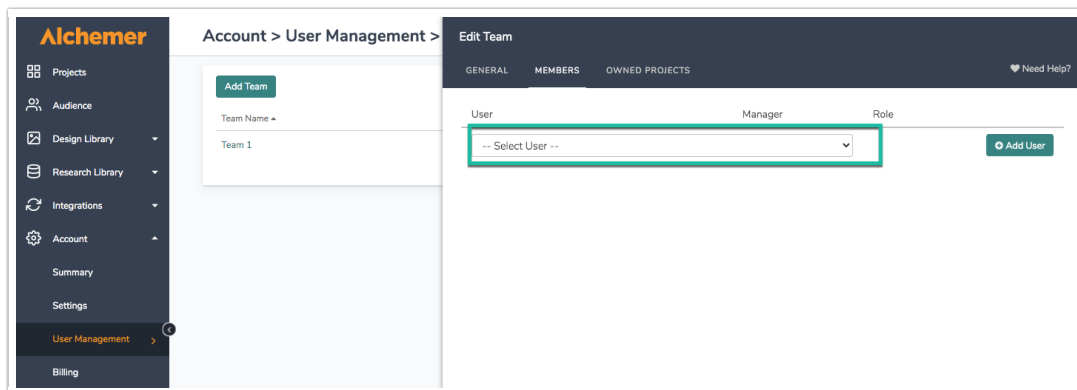 Alchemer
Projects
Audience
Design Library
Research Library
Integrations
Account
Summary
Settings
User Management
Billing
Account > User Management >
Add Team
Team Name
Team 1
Edit Team
GENERAL MEMBERS OWNED PROJECTS Need Help?
User Manager Role
-- Select User -- Add User